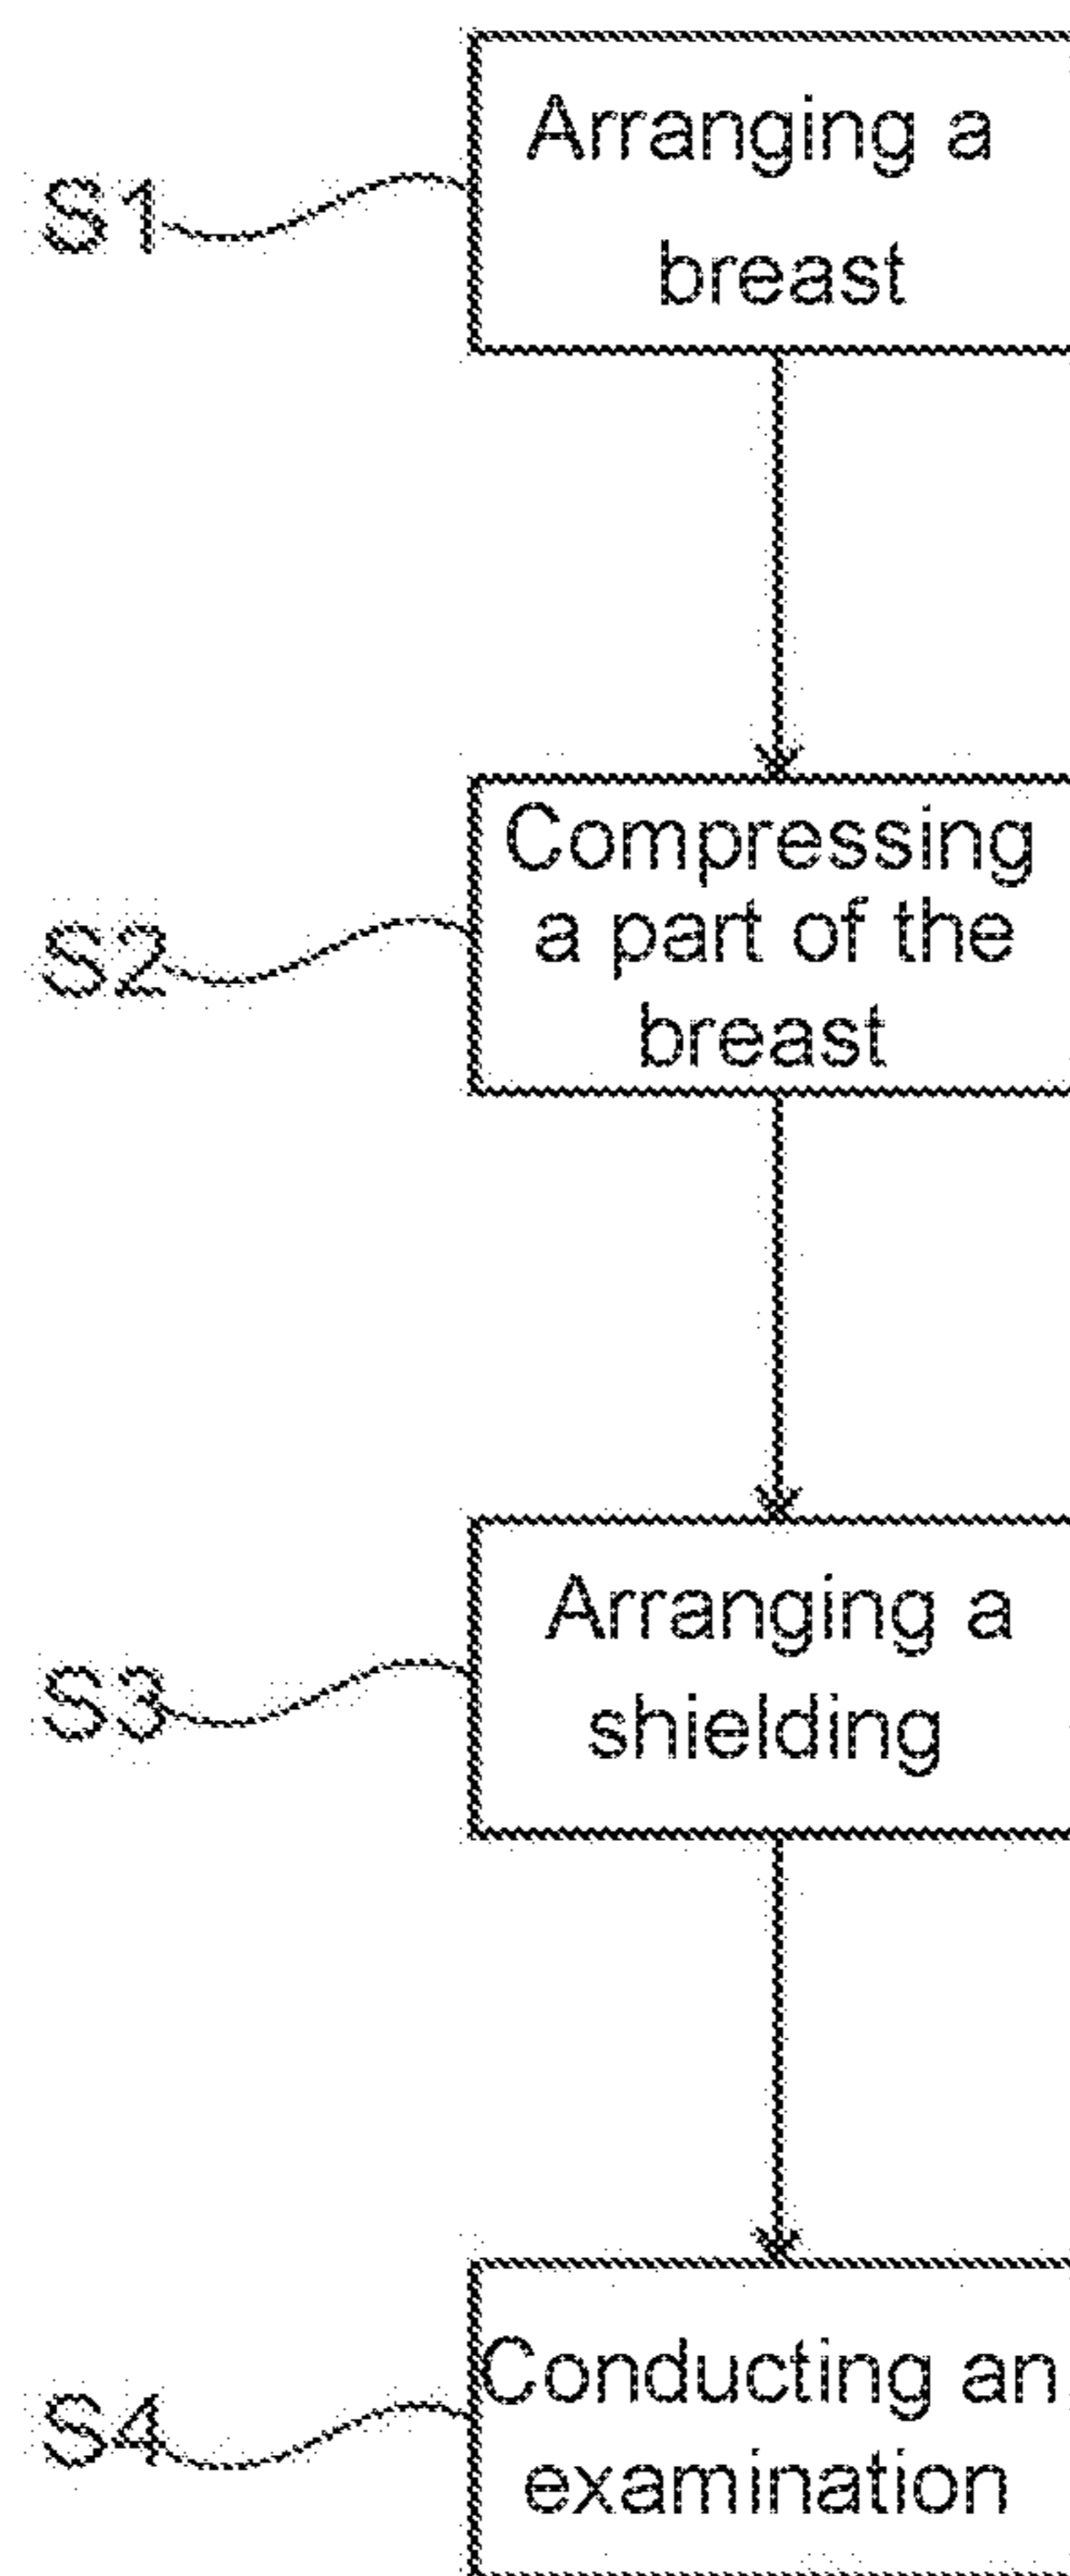 Arranging a
S1
breast
Compressing
a part of the
S2
breast
Arranging a
S3
shielding
Conducting an
S4
examination